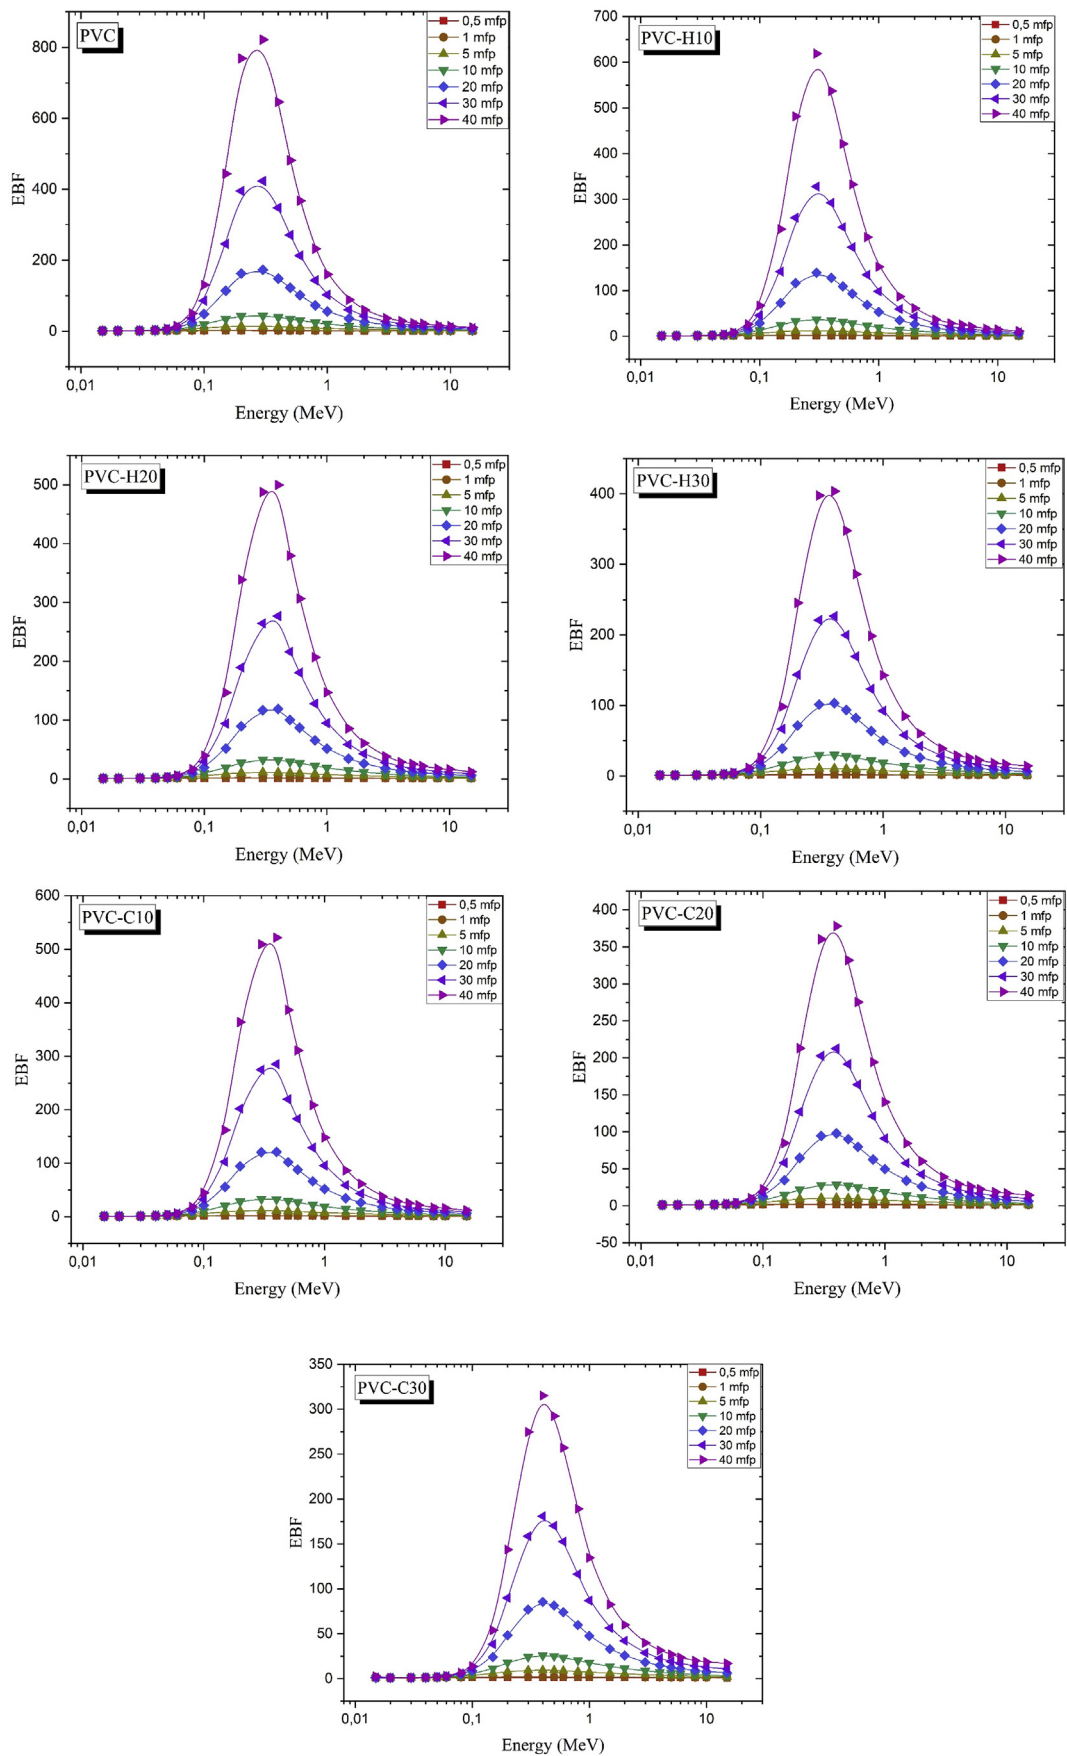 PVC
0,5 mfp
1 mfp
5 mfp
10 mfp
20 mfp
30 mfp
40 mfp
800
600
400
200
0
EBF
0,01
0,1
1
10
Energy (MeV)
PVC-H10
0,5 mfp
1 mfp
5 mfp
10 mfp
20 mfp
30 mfp
40 mfp
700
600
500
400
300
200
100
0
EBF
0,01
0,1
1
10
Energy (MeV)
PVC-H20
0,5 mfp
1 mfp
5 mfp
10 mfp
20 mfp
30 mfp
40 mfp
500
400
300
200
100
0
EBF
0,01
0,1
1
10
Energy (MeV)
PVC-H30
0,5 mfp
1 mfp
5 mfp
10 mfp
20 mfp
30 mfp
40 mfp
400
300
200
100
0
EBF
0,01
0,1
1
10
Energy (MeV)
PVC-C10
0,5 mfp
1 mfp
5 mfp
10 mfp
20 mfp
30 mfp
40 mfp
600
500
400
300
200
100
0
EBF
0,01
0,1
1
10
Energy (MeV)
PVC-C20
0,5 mfp
1 mfp
5 mfp
10 mfp
20 mfp
30 mfp
40 mfp
400
350
300
250
200
150
100
50
0
-50
EBF
0,01
0,1
1
10
Energy (MeV)
PVC-C30
0,5 mfp
1 mfp
5 mfp
10 mfp
20 mfp
30 mfp
40 mfp
350
300
250
200
150
100
50
0
EBF
0,01
0,1
1
10
Energy (MeV)